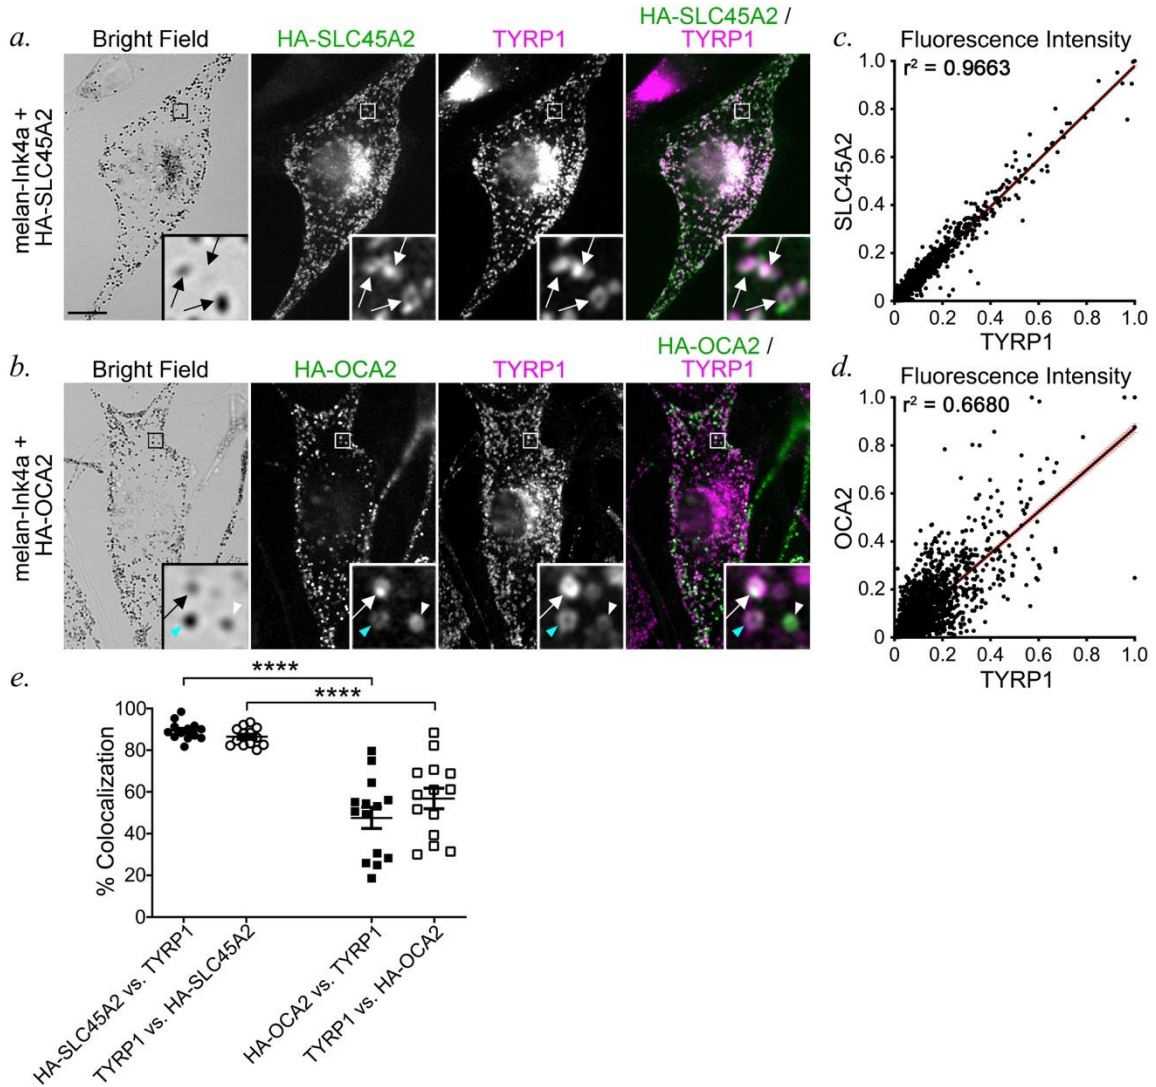 a.
Bright Field
HA-SLC45A2
TYRP1
HA-SLC45A2 /
TYRP1
melan-Ink4a +
HA-SLC45A2
c.
Fluorescence Intensity
r² = 0.9663
SLC45A2
1.0
0.8
0.6
0.4
0.2
0
0 0.2 0.4 0.6 0.8 1.0
TYRP1
b.
Bright Field
HA-OCA2
TYRP1
HA-OCA2 /
TYRP1
melan-Ink4a +
HA-OCA2
d.
Fluorescence Intensity
r² = 0.6680
OCA2
1.0
0.8
0.6
0.4
0.2
0
0 0.2 0.4 0.6 0.8 1.0
TYRP1
e.
****
****
% Colocalization
100
80
60
40
20
0
HA-SLC45A2 vs. TYRP1
TYRP1 vs. HA-SLC45A2
HA-OCA2 vs. TYRP1
TYRP1 vs. HA-OCA2